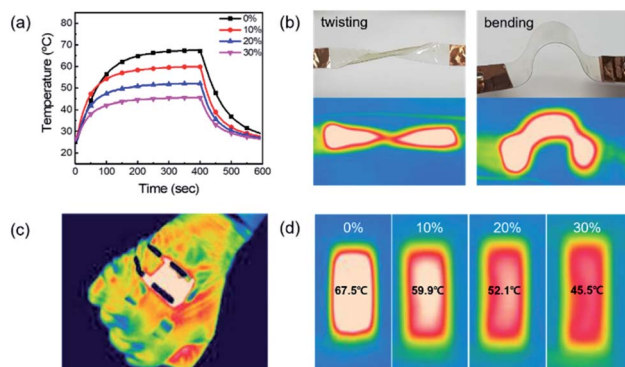 (a)
Temperature (°C)
80
70
60
50
40
30
20
0 100 200 300 400 500 600
Time (sec)
0%
10%
20%
30%
(b)
twisting
bending
(c)
(d)
0% 10% 20% 30%
67.5℃ 59.9℃ 52.1℃ 45.5℃